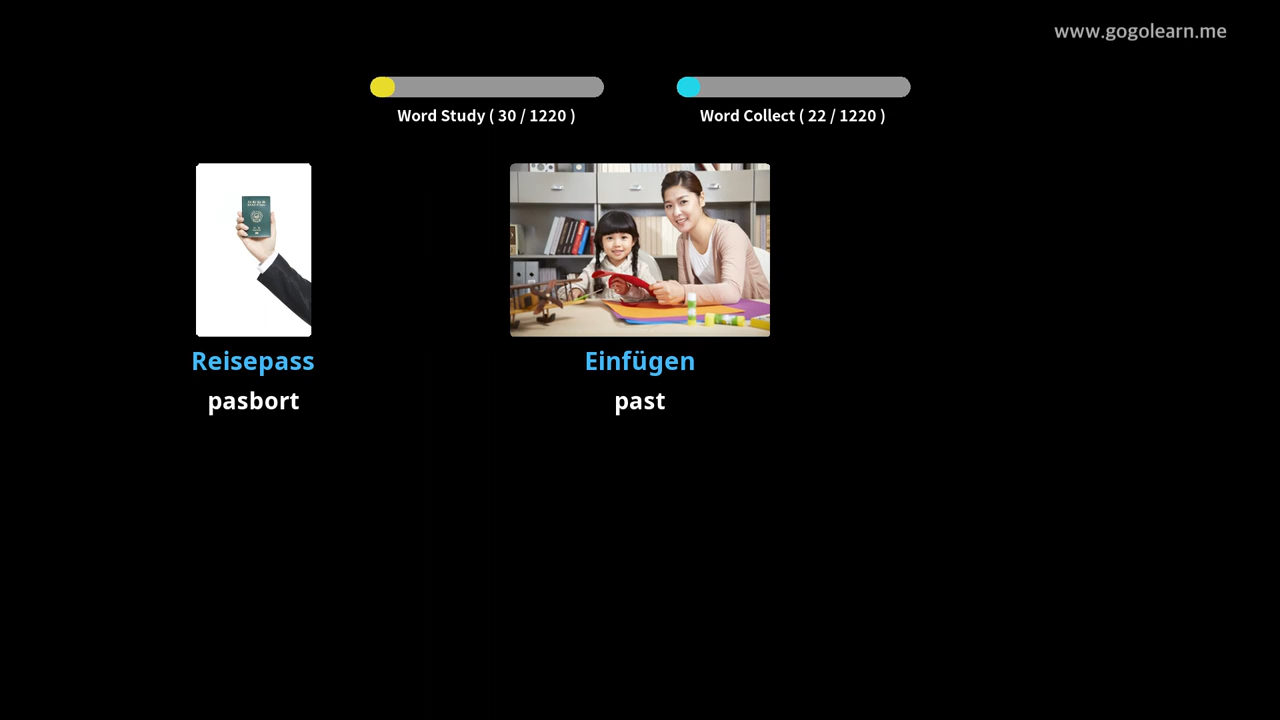 www.gogolearn.me
Word Study ( 30 / 1220 )
Word Collect ( 22 / 1220 )
Reisepass
pasbort
Einfügen
past